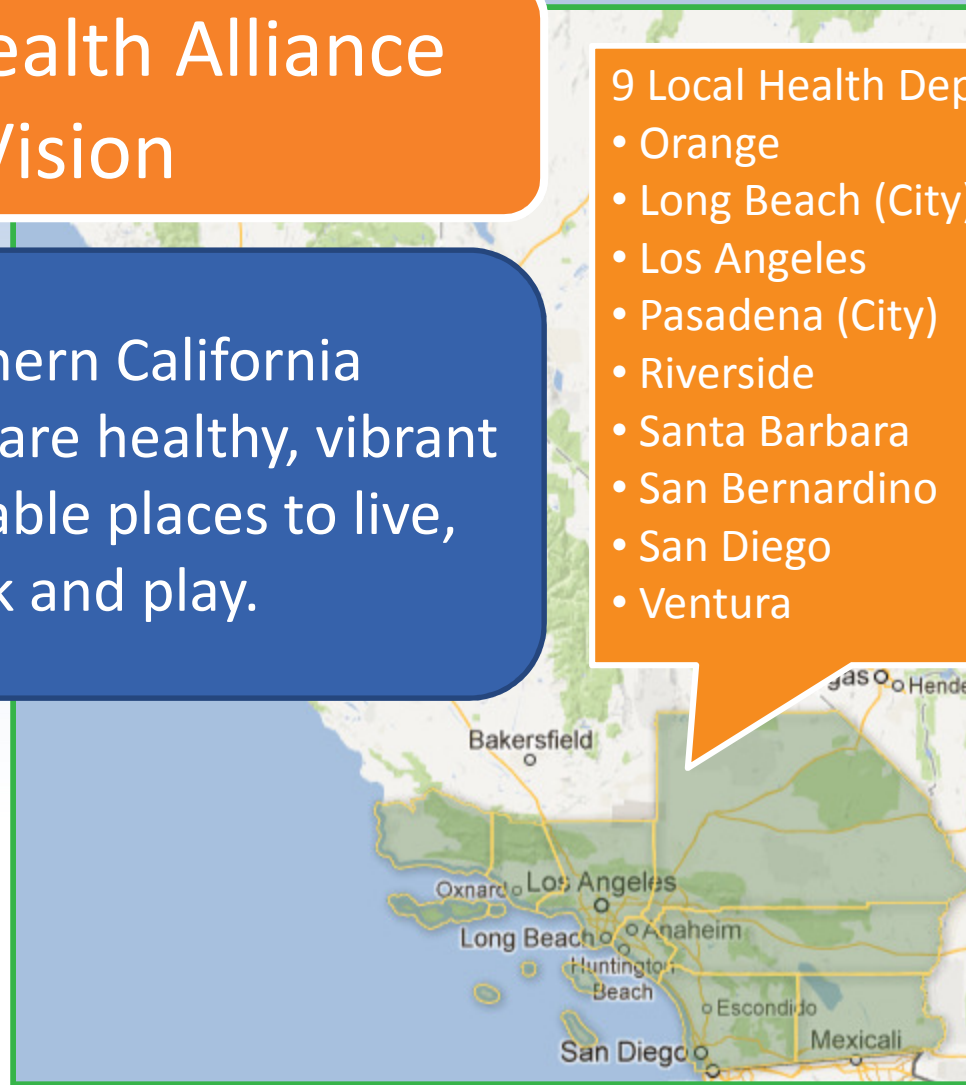 ealth Alliance
Vision
hern California
are healthy, vibrant
able places to live,
k and play.
9 Local Health Dep
• Orange
• Long Beach (City)
• Los Angeles
• Pasadena (City)
• Riverside
• Santa Barbara
• San Bernardino
• San Diego
• Ventura
gas
Hende
Bakersfield
Oxnard
Los Angeles
Long Beach
Anaheim
Huntington
Beach
Escondido
San Diego
Mexicali